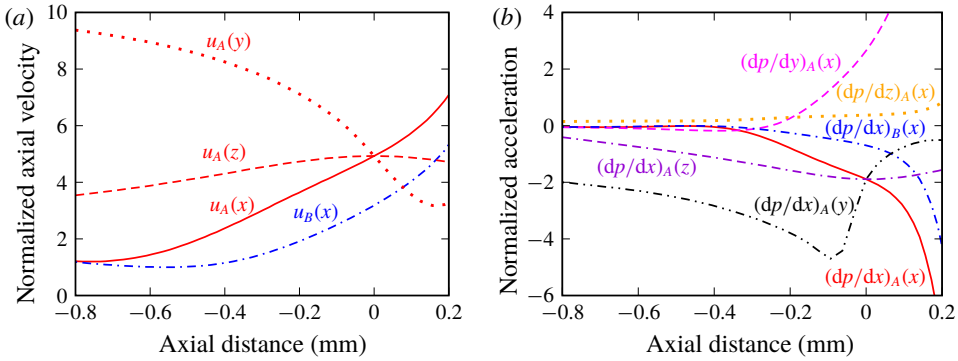 (a)
10
8
6
4
2
0
Normalized axial velocity
u_A(y)
u_A(z)
u_A(x)
u_B(x)
−0.8 −0.6 −0.4 −0.2 0 0.2
Axial distance (mm)
(b)
4
2
0
−2
−4
−6
Normalized acceleration
(dp/dy)_A(x)
(dp/dz)_A(x)
(dp/dx)_B(x)
(dp/dx)_A(z)
(dp/dx)_A(y)
(dp/dx)_A(x)
−0.8 −0.6 −0.4 −0.2 0 0.2
Axial distance (mm)